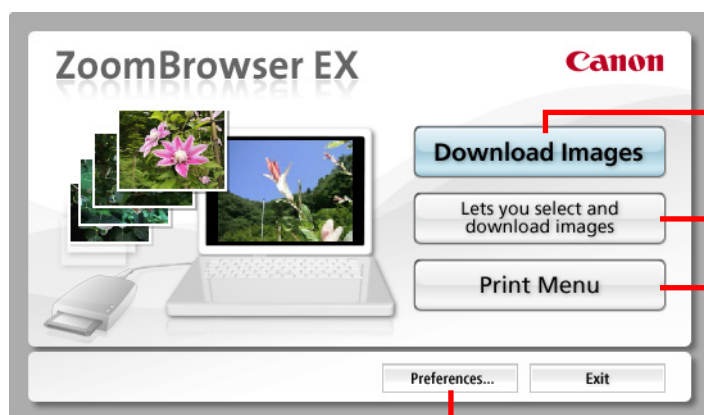 ZoomBrowser EX
Canon
Download Images
Lets you select and
download images
Print Menu
Preferences...
Exit